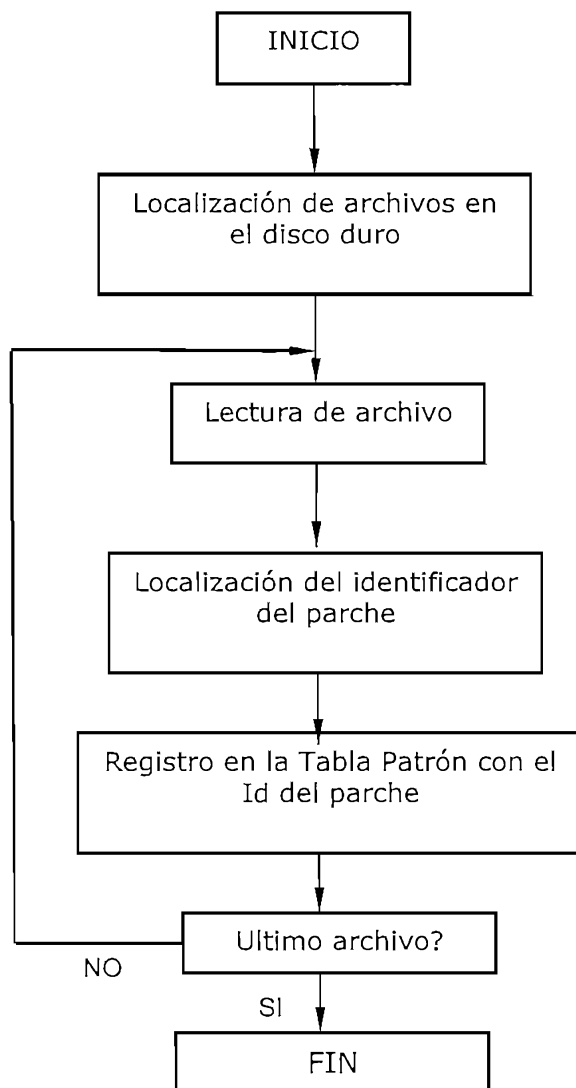 INICIO
Localización de archivos en
el disco duro
Lectura de archivo
Localización del identificador
del parche
Registro en la Tabla Patrón con el
Id del parche
Ultimo archivo?
NO
SI
FIN